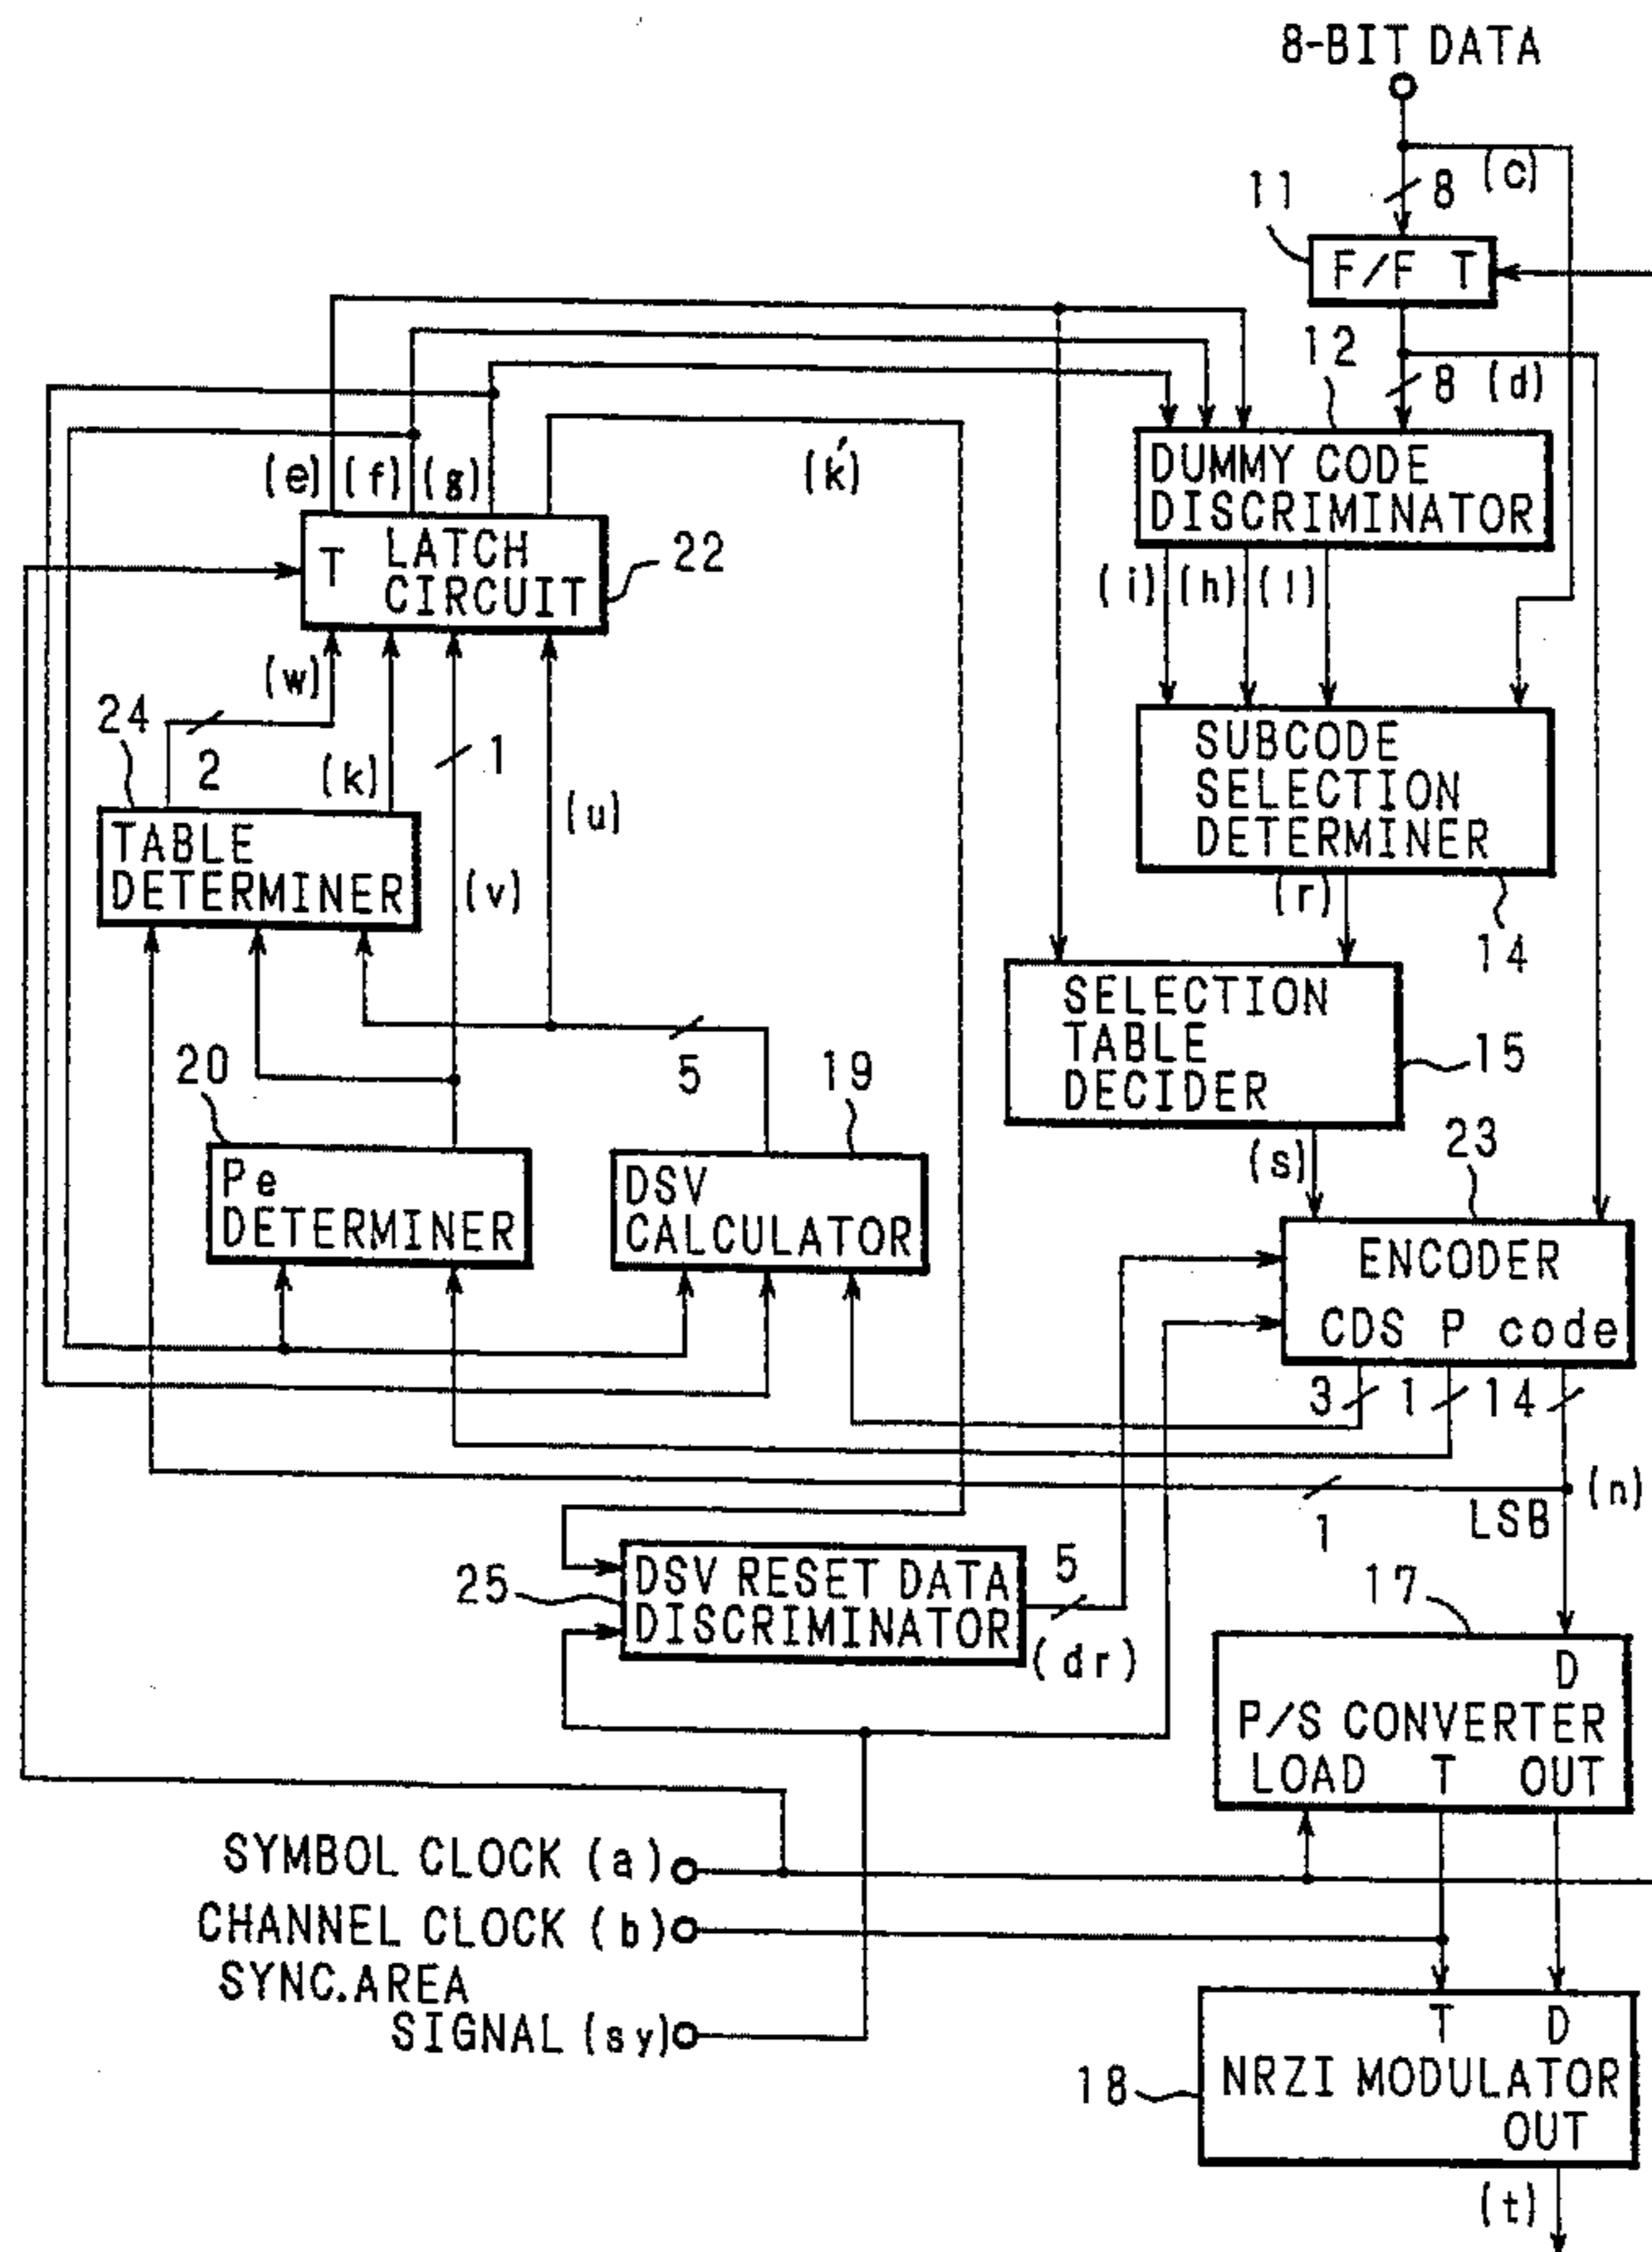 8-BIT DATA
(c)
11
8
F/F T
12
8 (d)
(e) (f) (g)
(ḱ)
DUMMY CODE
DISCRIMINATOR
T LATCH
CIRCUIT
22
(i) (h) (l)
(w)
24
2
(k)
1
(u)
SUBCODE
SELECTION
DETERMINER
TABLE
DETERMINER
(v)
(r)
14
SELECTION
TABLE
DECIDER
15
20
5
19
23
(s)
Pe
DETERMINER
DSV
CALCULATOR
ENCODER
CDS P code
3 1 14
(n)
1
LSB
25
DSV RESET DATA
DISCRIMINATOR
5
(dr)
17
D
P/S CONVERTER
LOAD T OUT
SYMBOL CLOCK (a)
CHANNEL CLOCK (b)
SYNC.AREA
SIGNAL (sy)
T D
18
NRZI MODULATOR
OUT
(t)